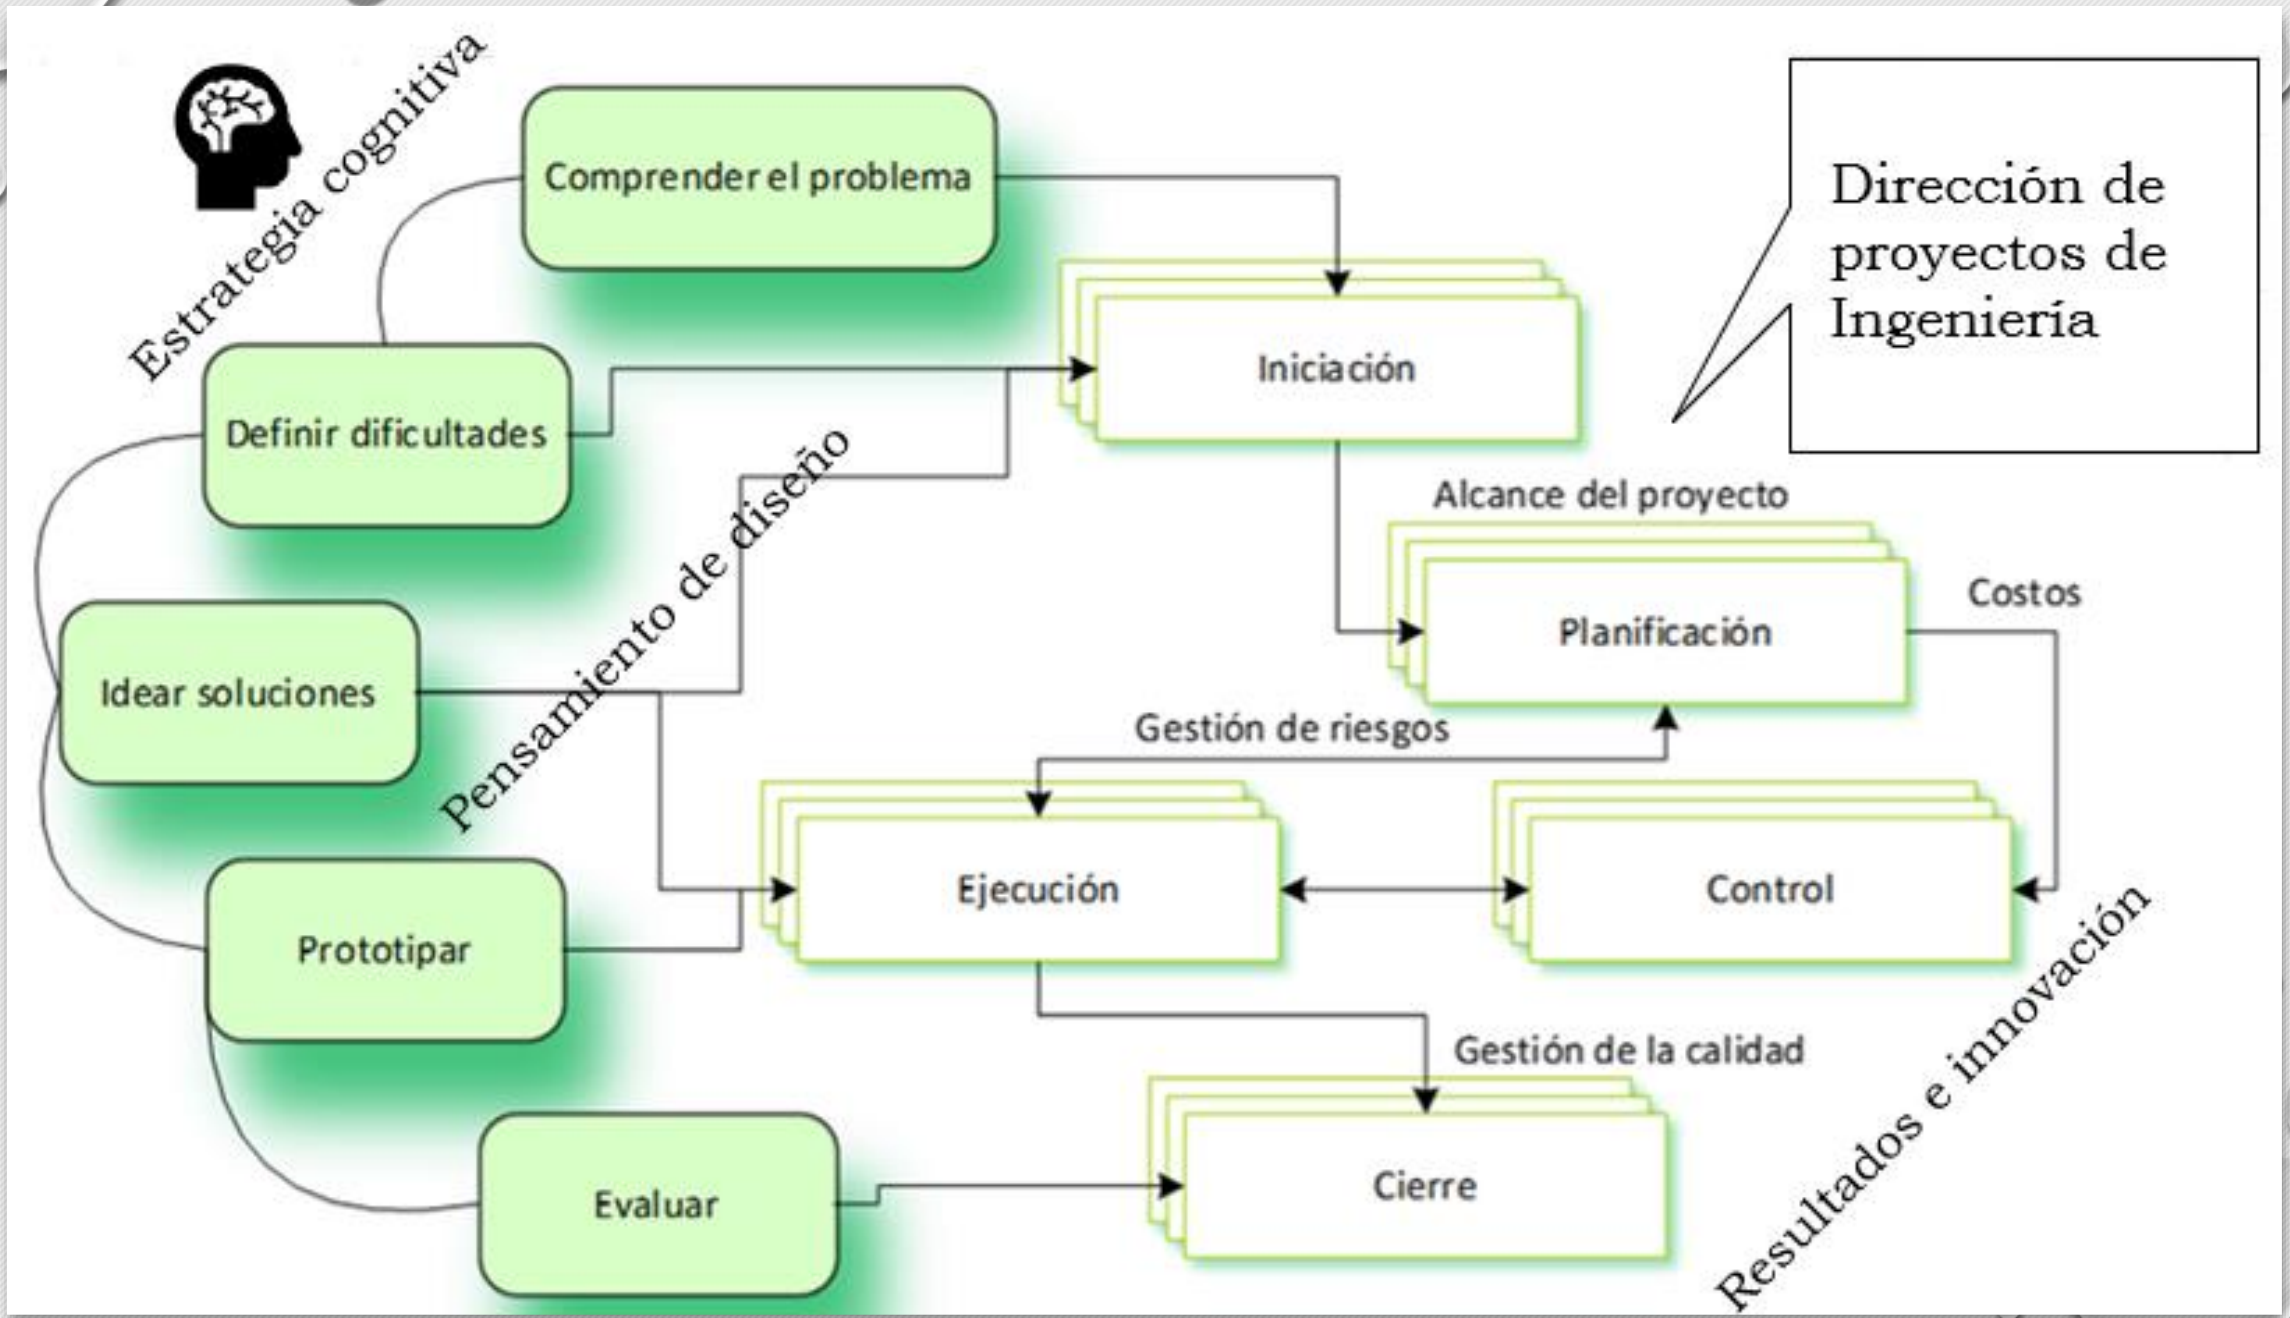 Estrategia cognitiva
Comprender el problema
Dirección de
proyectos de
Ingeniería
Iniciación
Definir dificultades
Pensamiento de diseño
Alcance del proyecto
Costos
Planificación
Idear soluciones
Gestión de riesgos
Ejecución
Control
Prototipar
Resultados e innovación
Gestión de la calidad
Cierre
Evaluar